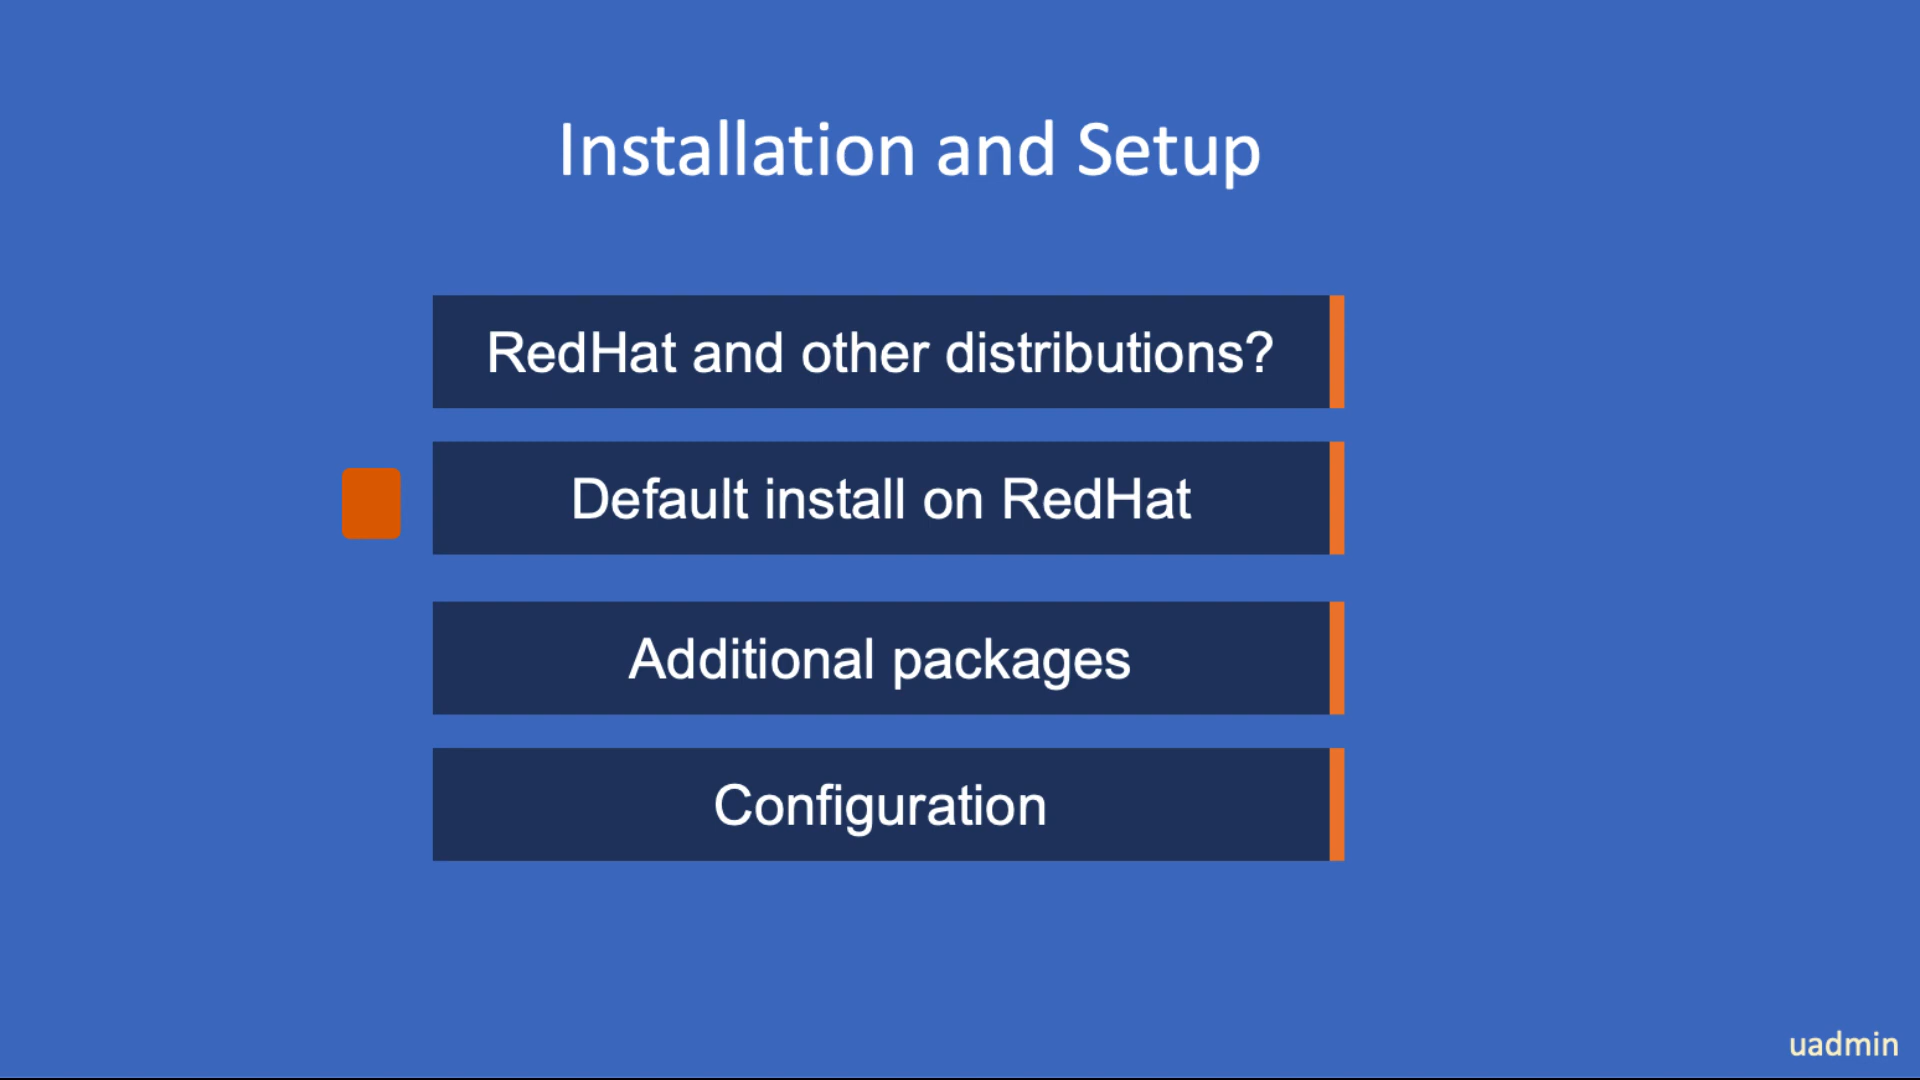 Installation and Setup
RedHat and other distributions?
Default install on RedHat
Additional packages
Configuration
uadmin